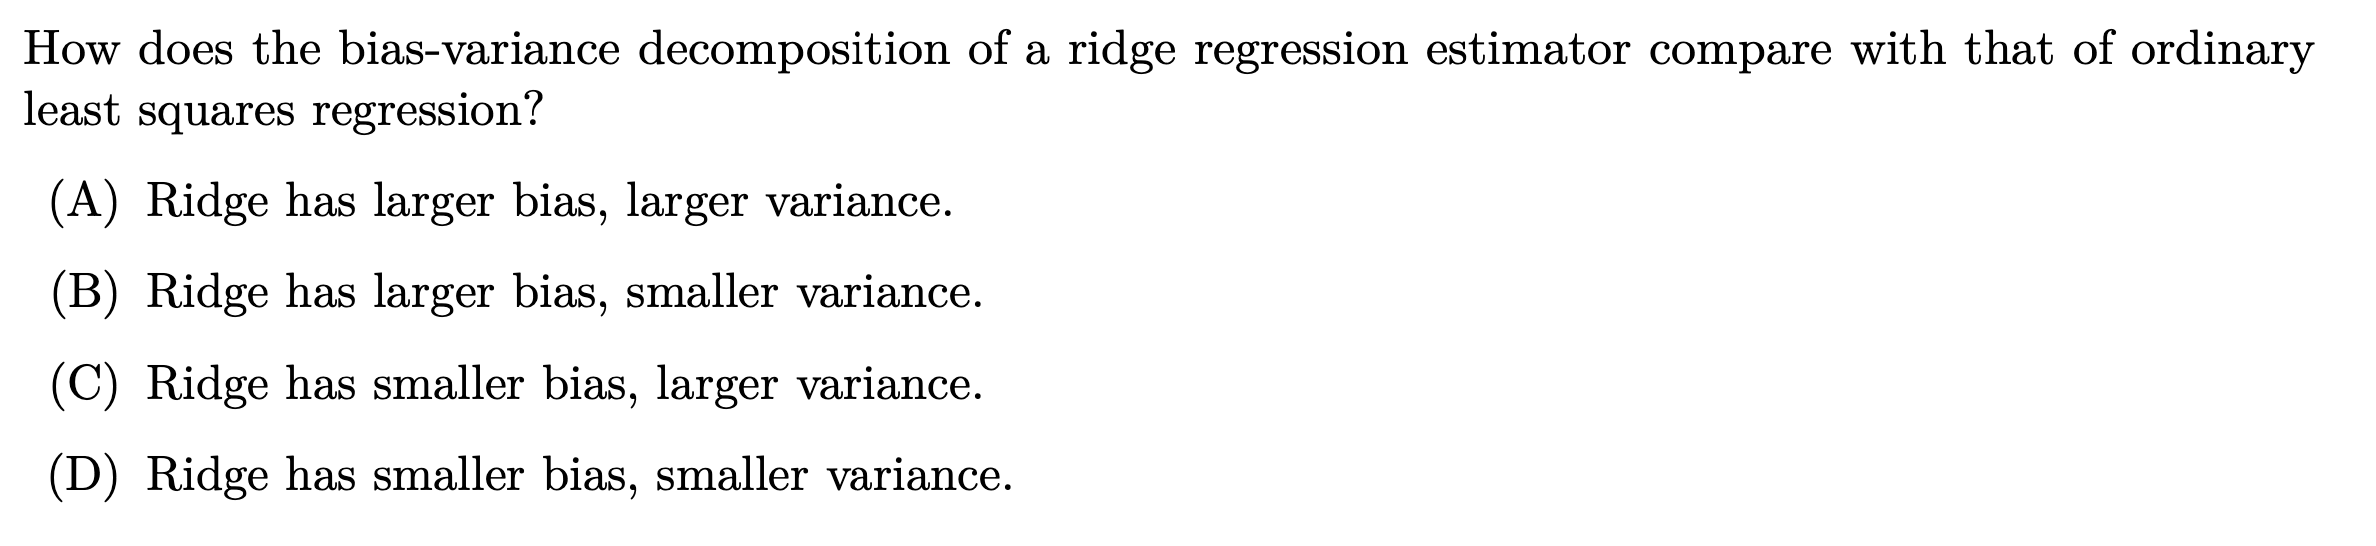 How does the bias-variance decomposition of a ridge regression estimator compare with that of ordinary
least squares regression?
(A) Ridge has larger bias, larger variance.
(B) Ridge has larger bias, smaller variance.
(C) Ridge has smaller bias, larger variance.
(D) Ridge has smaller bias, smaller variance.